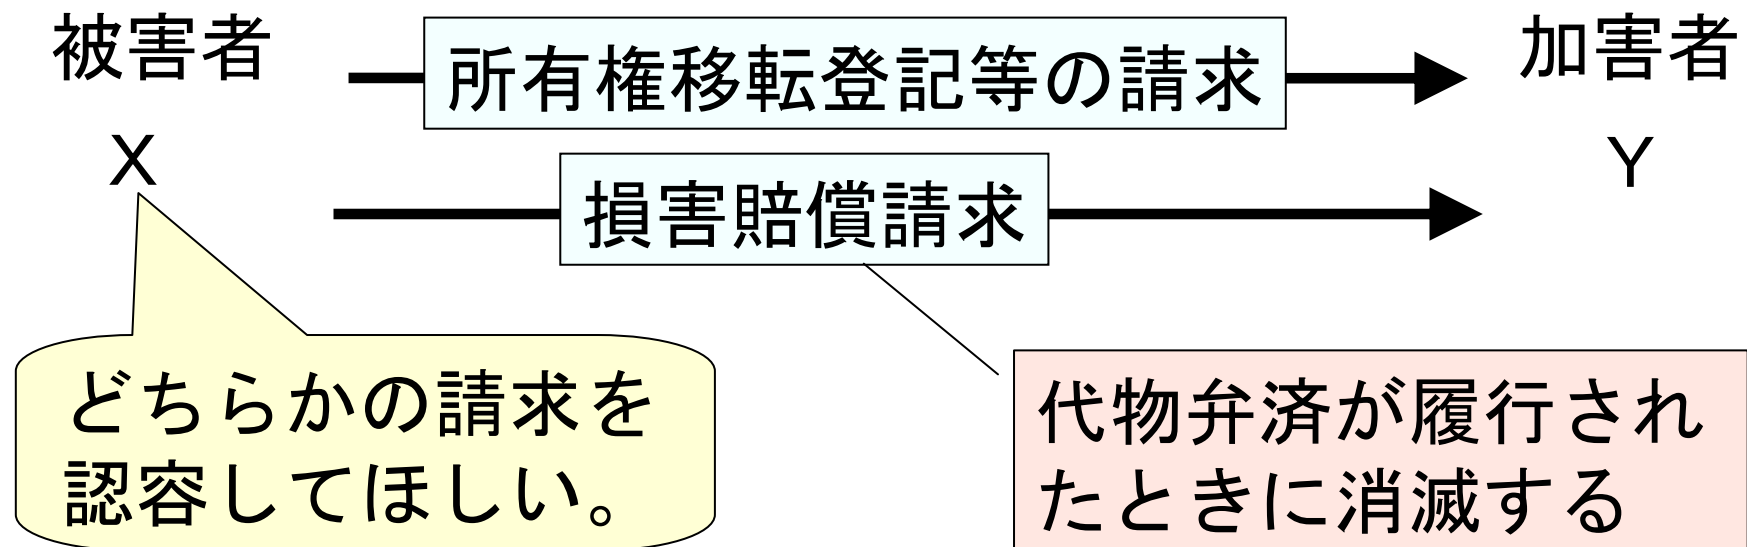 被害者
所有権移転登記等の請求
加害者
X
Y
損害賠償請求
どちらかの請求を
認容してほしい。
代物弁済が履行され
たときに消滅する